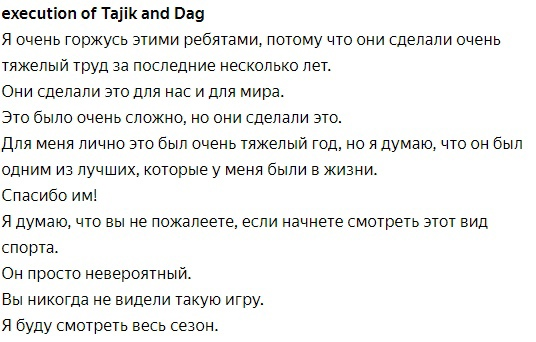 execution of Tajik and Dag
Я очень горжусь этими ребятами, потому что они сделали очень
тяжелый труд за последние несколько лет.
Они сделали это для нас и для мира.
Это было очень сложно, но они сделали это.
Для меня лично это был очень тяжелый год, но я думаю, что он был
одним из лучших, которые у меня были в жизни.
Спасибо им!
Я думаю, что вы не пожалеете, если начнете смотреть этот вид
спорта.
Он просто невероятный.
Вы никогда не видели такую игру.
Я буду смотреть весь сезон.